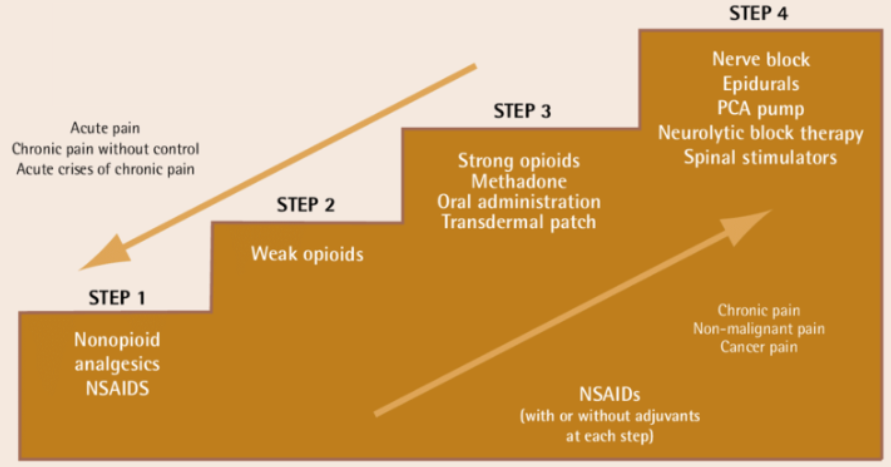 STEP 4
Nerve block
Epidurals
PCA pump
Neurolytic block therapy
Spinal stimulators
STEP 3
Strong opioids
Methadone
Oral administration
Transdermal patch
Acute pain
Chronic pain without control
Acute crises of chronic pain
STEP 2
Weak opioids
STEP 1
Nonopioid
analgesics
NSAIDS
Chronic pain
Non-malignant pain
Cancer pain
NSAIDs
(with or without adjuvants
at each step)